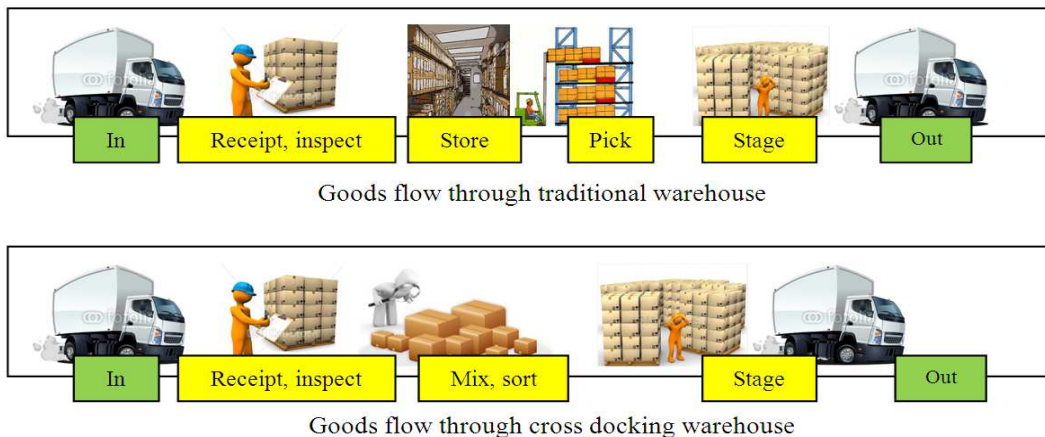 In
Receipt, inspect
Store
Pick
Stage
Out
Goods flow through traditional warehouse
In
Receipt, inspect
Mix, sort
Stage
Out
Goods flow through cross docking warehouse